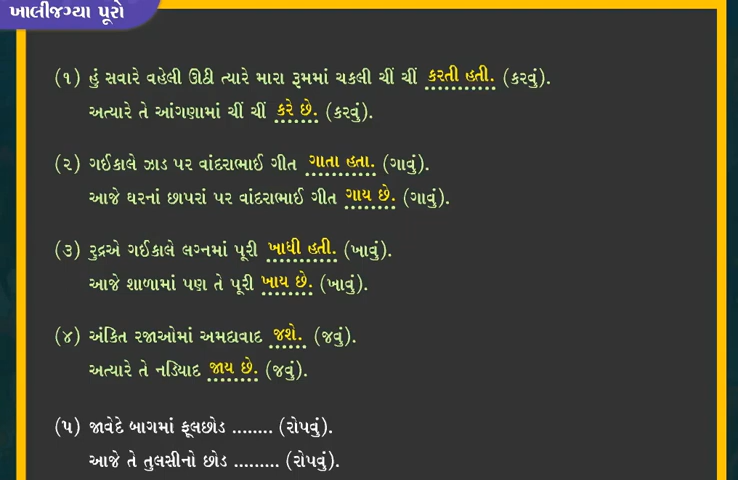 ખાલીજગ્યા પૂરો
(૧) હું સવારે વહેલી ઊઠી ત્યારે મારા રૂમમાં ચકલી ચીં ચીં કરતી હતી. (કરવું).
અત્યારે તે આંગણામાં ચીં ચીં કરે છે. (કરવું).
(૨) ગઈકાલે ઝાડ પર વાંદરાભાઈ ગીત ગાતા હતા. (ગાવું).
આજે ઘરનાં છાપરાં પર વાંદરાભાઈ ગીત ગાય છે. (ગાવું).
(૩) રુદ્રએ ગઈકાલે લગ્નમાં પૂરી ખાધી હતી. (ખાવું).
આજે શાળામાં પણ તે પૂરી ખાય છે. (ખાવું).
(૪) અંકિત રજાઓમાં અમદાવાદ જશે. (જવું).
અત્યારે તે નડિયાદ જાય છે. (જવું).
(૫) જાવેદે બાગમાં ફૂલછોડ ........ (રોપવું).
આજે તે તુલસીનો છોડ ......... (રોપવું).